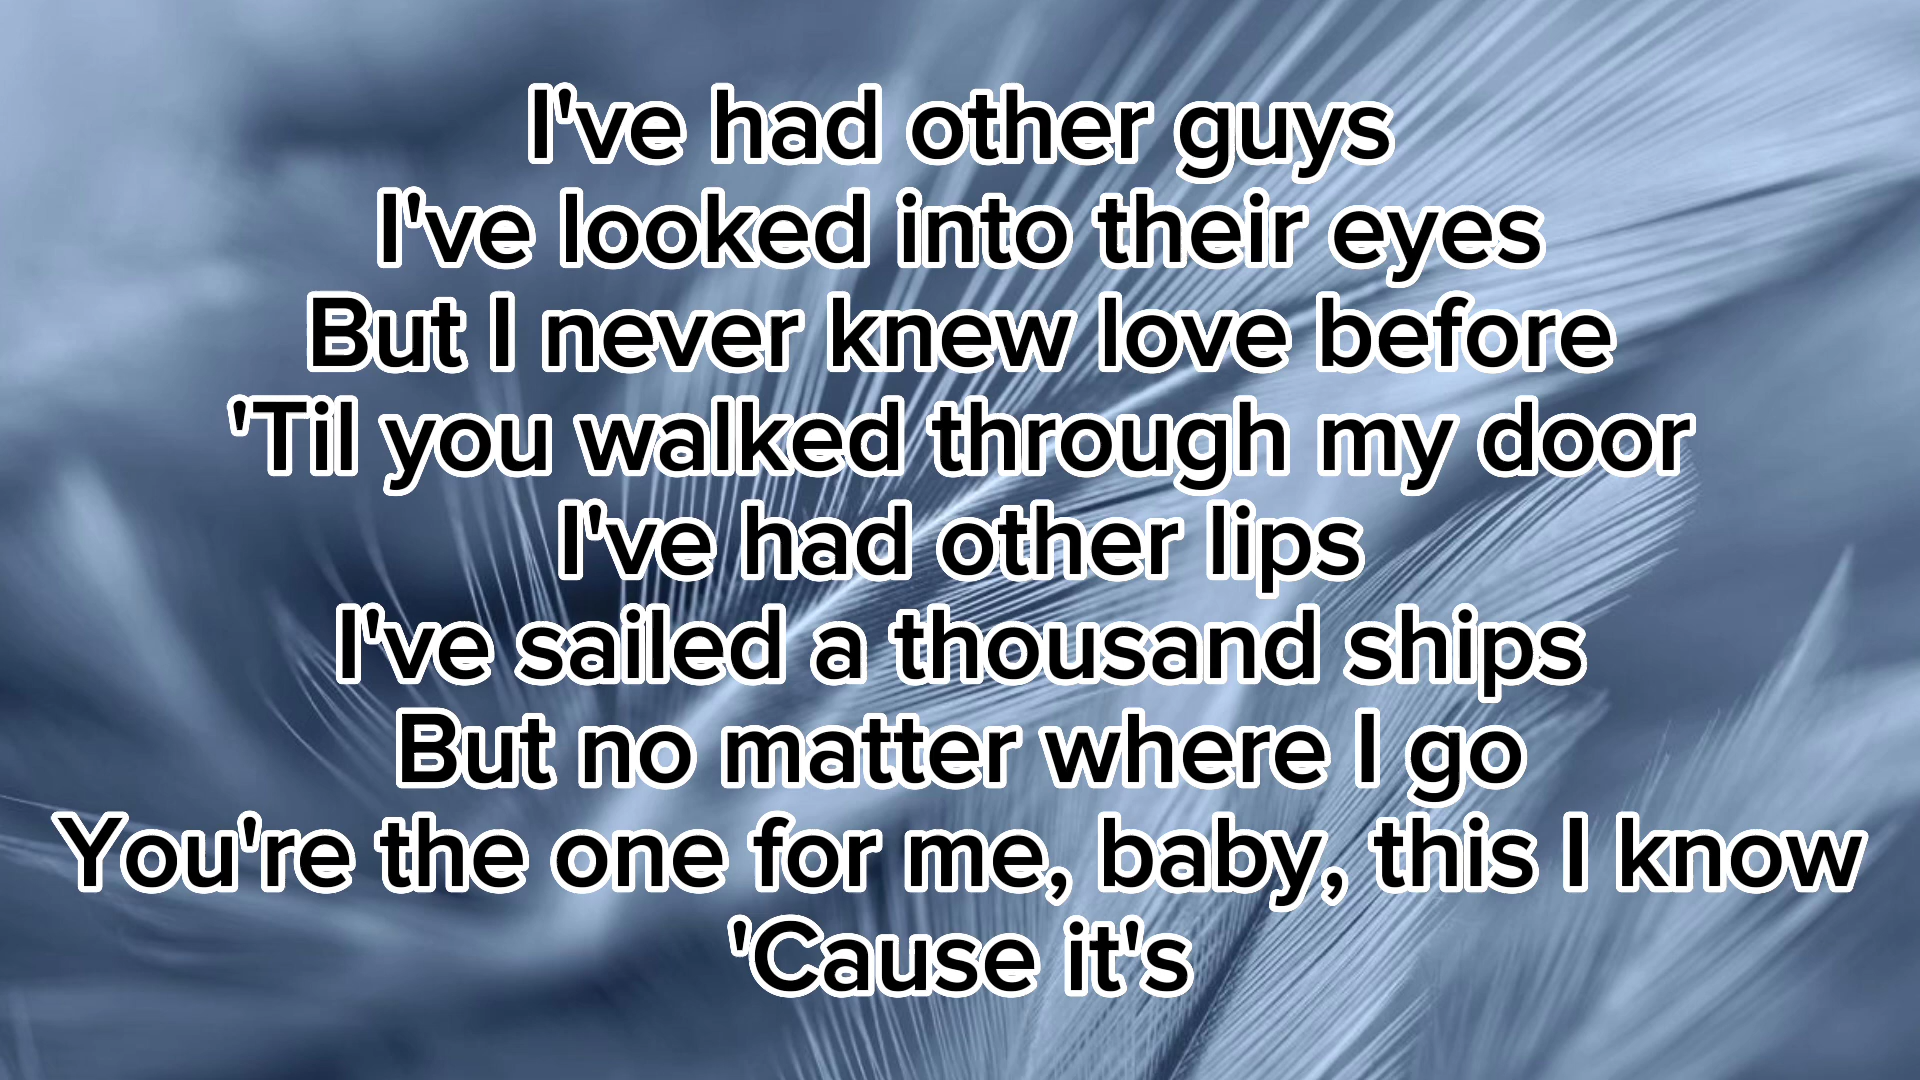 I've had other guys
I've looked into their eyes
But I never knew love before
'Til you walked through my door
I've had other lips
I've sailed a thousand ships
But no matter where I go
You're the one for me, baby, this I know
'Cause it's